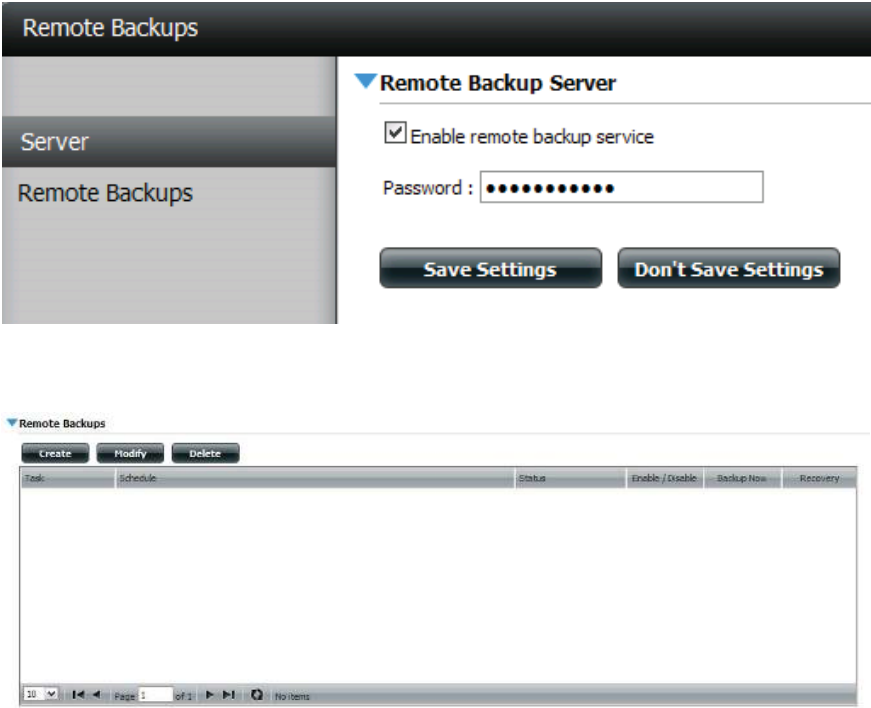 Remote Backups
Server
Remote Backups
Remote Backup Server
Enable remote backup service
Password : ●●●●●●●●●●●
Save Settings Don't Save Settings
Remote Backups
Create Modify Delete
Task Schedule Status Enable / Disable Backup Now Recovery
10 Page 1 of 1 No items